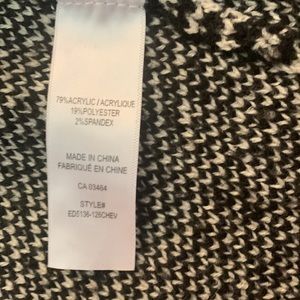 79%ACRYLIC / ACRYLIQUE
19%POLYESTER
2%SPANDEX
MADE IN CHINA
FABRIQUÉ EN CHINE
CA 03464
STYLE#
ED5136-126CHEV